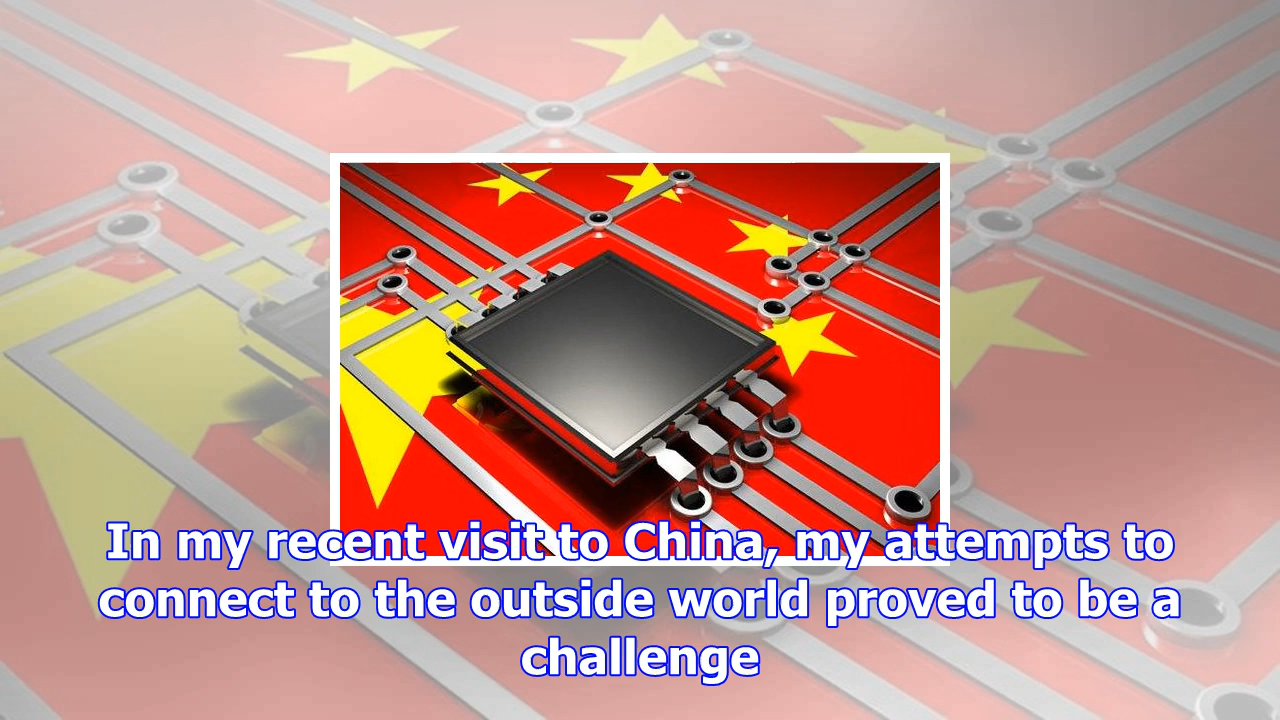 In my recent visit to China, my attempts to
connect to the outside world proved to be a
challenge